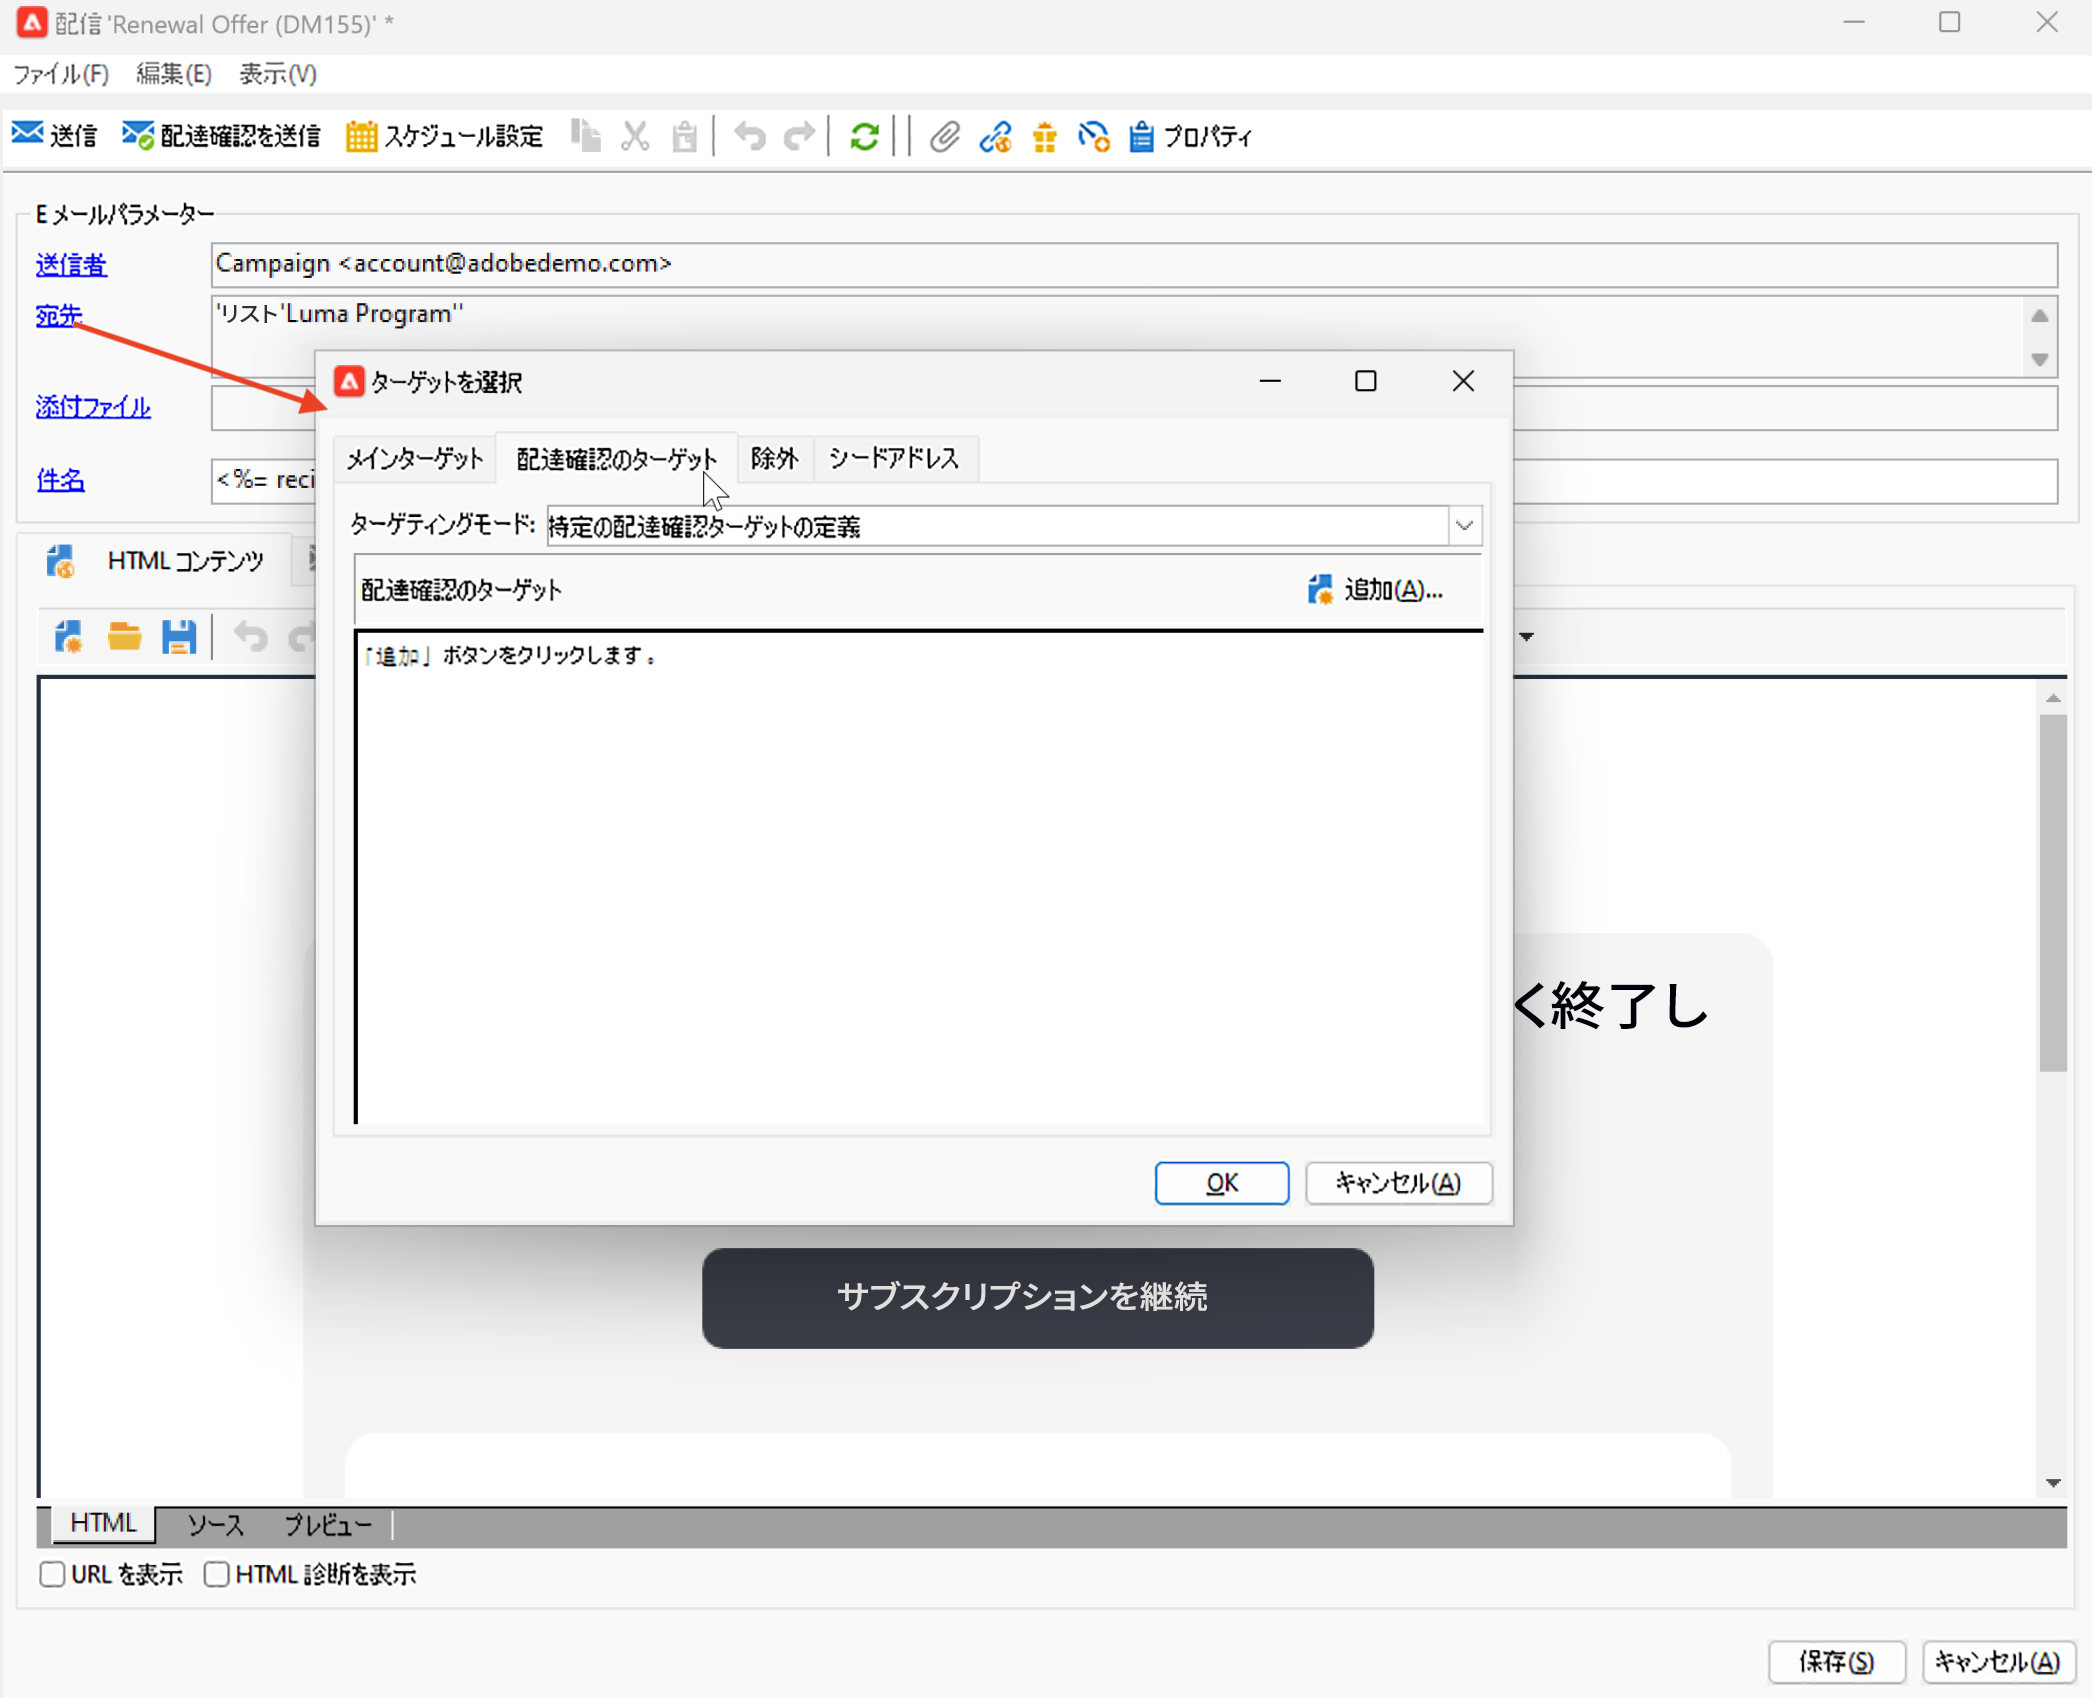 配信 'Renewal Offer (DM155)' *
ファイル(F) 編集(E) 表示(V)
送信 配達確認を送信 スケジュール設定 プロパティ
E メールパラメーター
送信者 Campaign <account@adobedemo.com>
宛先 'リスト'Luma Program''
ターゲットを選択
添付ファイル
メインターゲット 配達確認のターゲット 除外 シードアドレス
件名 <%= reci
ターゲティングモード: 特定の配達確認ターゲットの定義
HTML コンテンツ
配達確認のターゲット 追加(A)...
「追加」ボタンをクリックします。
く終了し
OK キャンセル(A)
サブスクリプションを継続
HTML ソース プレビュー
URL を表示 HTML 診断を表示
保存(S) キャンセル(A)